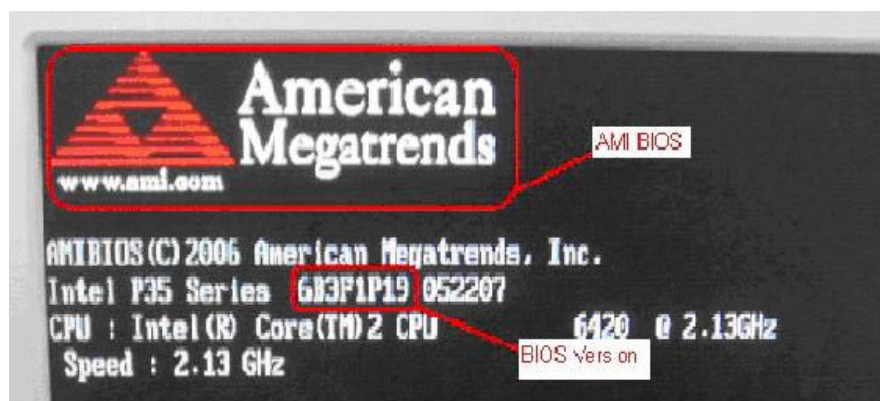 American
Megatrends
www.ami.com
AMI BIOS
AMIBIOS(C)2006 American Megatrends, Inc.
Intel P35 Series 6B3F1P19 052207
CPU : Intel(R) Core(TM)2 CPU 6420 @ 2.13GHz
BIOS Vers on
Speed : 2.13 GHz